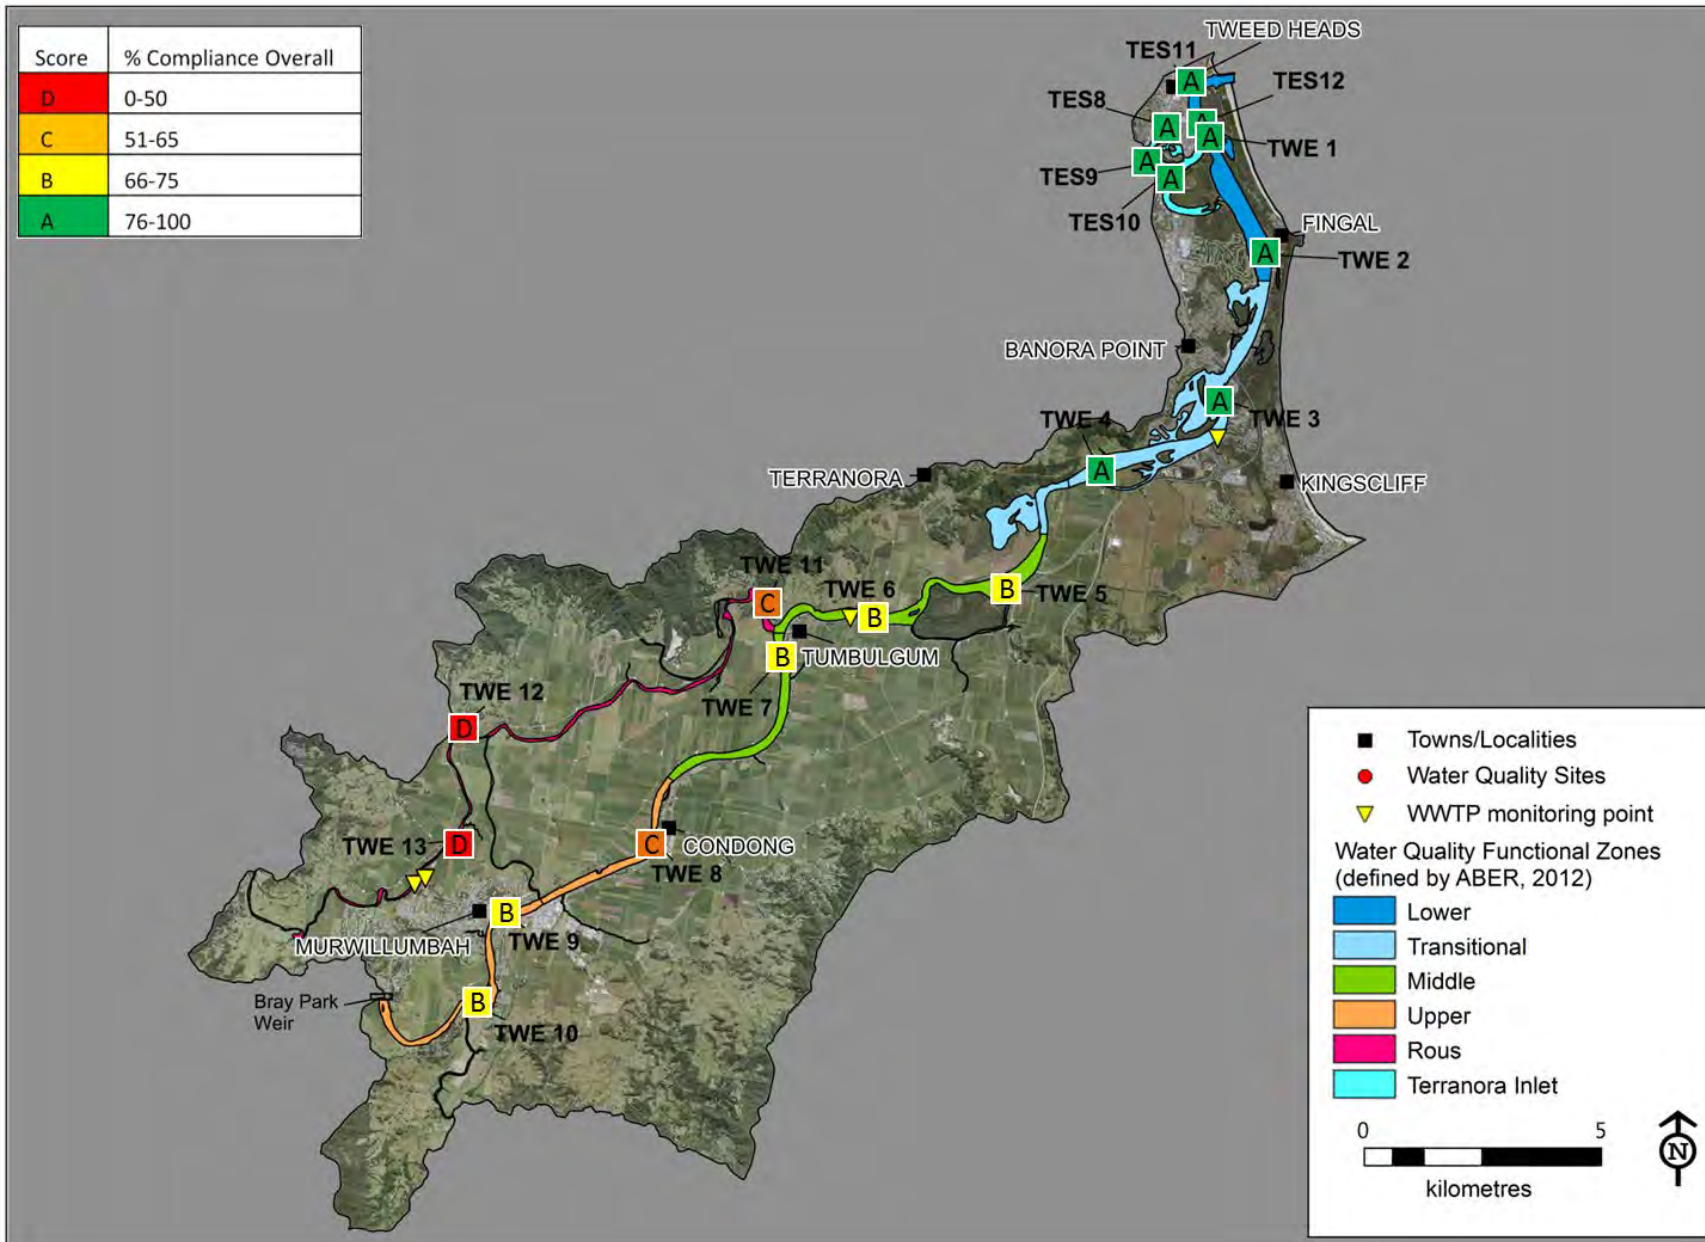 Score % Compliance Overall
D 0-50
C 51-65
B 66-75
A 76-100
TWEED HEADS
TES11
A
TES12
TES8
A
A
A
TWE 1
A
TES9
A
TES10
FINGAL
A
TWE 2
BANORA POINT
A
TWE 3
TWE 4
A
TERRANORA
KINGSCLIFF
TWE 11
C
TWE 6
B
B
TWE 5
B
TUMBULGUM
TWE 7
TWE 12
D
TWE 13
D
C
CONDONG
TWE 8
B
TWE 9
MURWILLUMBAH
Bray Park
Weir
B
TWE 10
Towns/Localities
Water Quality Sites
WWTP monitoring point
Water Quality Functional Zones
(defined by ABER, 2012)
Lower
Transitional
Middle
Upper
Rous
Terranora Inlet
0 5
kilometres
N